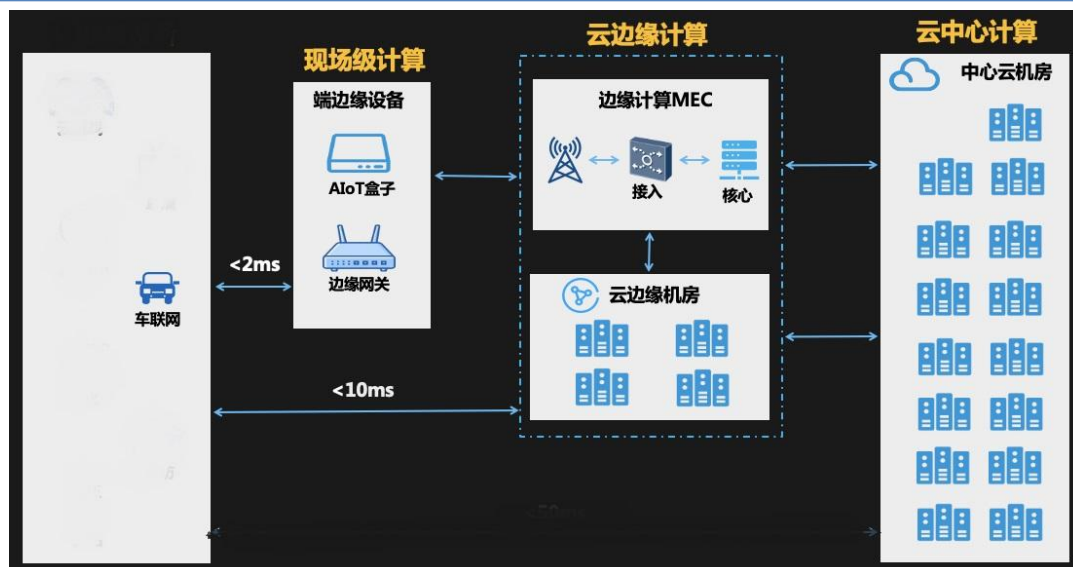 现场级计算
云边缘计算
云中心计算
端边缘设备
AIoT盒子
边缘网关
边缘计算MEC
接入
核心
云边缘机房
中心云机房
车联网
<2ms
<10ms